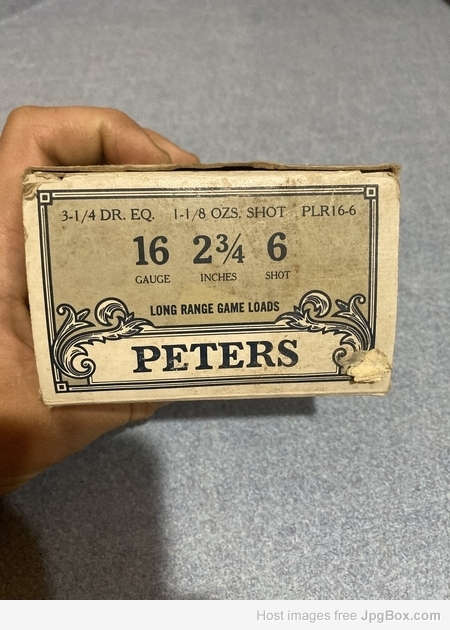 3-1/4 DR. EQ. 1-1/8 OZS. SHOT PLR16-6
16 2¾ 6
GAUGE INCHES SHOT
LONG RANGE GAME LOADS
PETERS
Host images free JpgBox.com